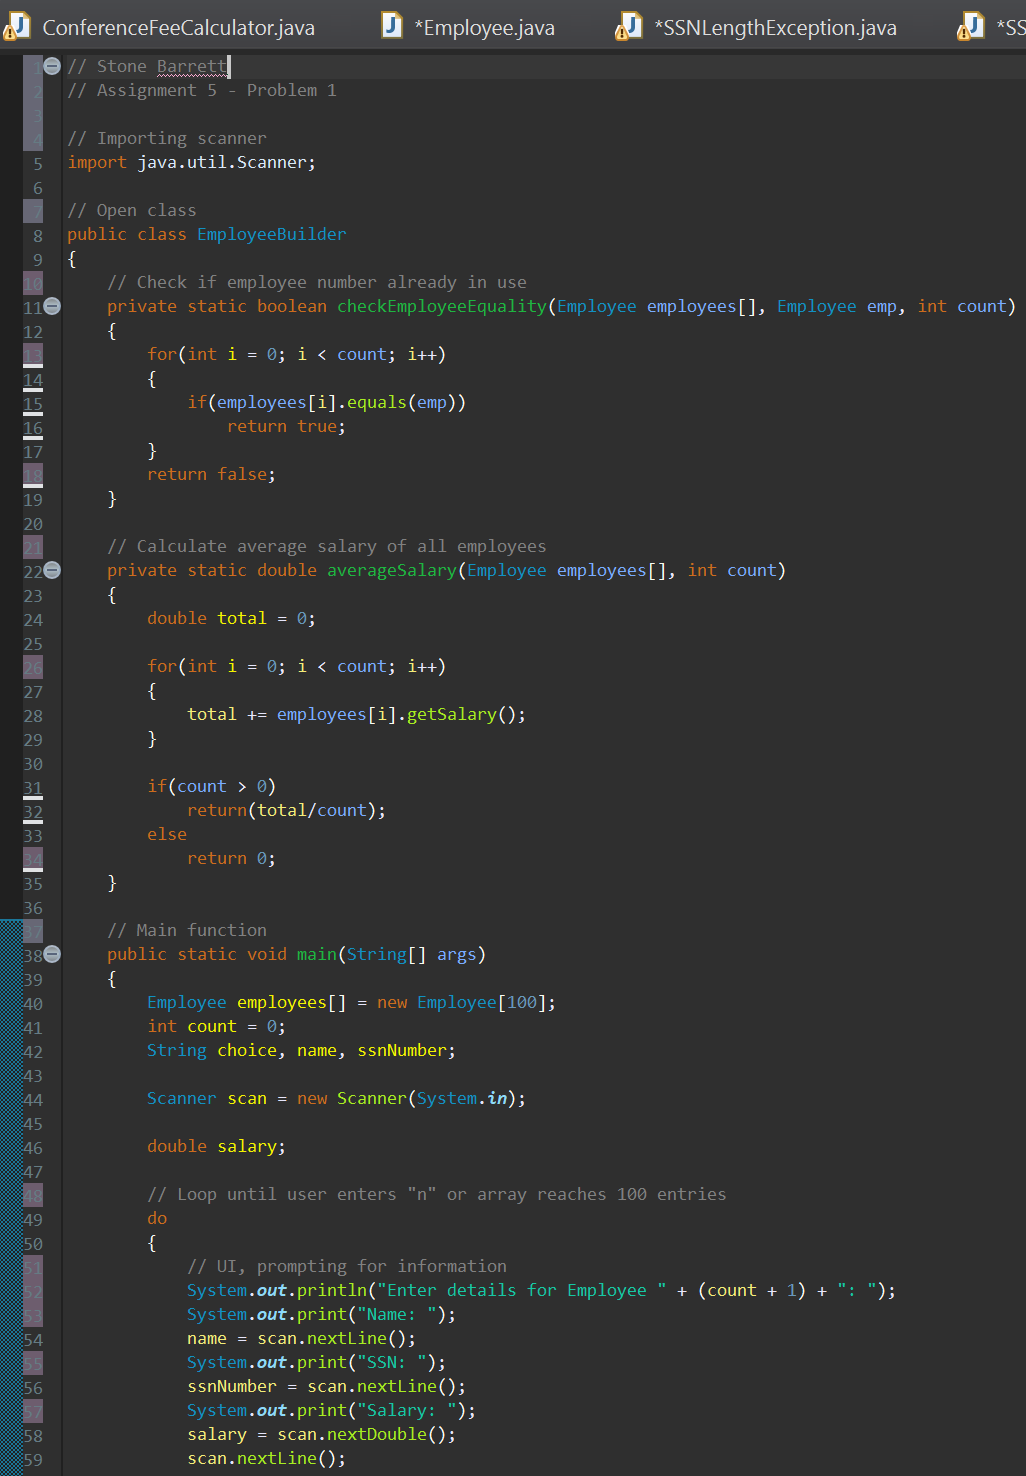 ConferenceFeeCalculator.java *Employee.java *SSNLengthException.java *SS
1 // Stone Barrett
2 // Assignment 5 - Problem 1
3
4 // Importing scanner
5 import java.util.Scanner;
6
7 // Open class
8 public class EmployeeBuilder
9 {
10 // Check if employee number already in use
11 private static boolean checkEmployeeEquality(Employee employees[], Employee emp, int count)
12 {
13 for(int i = 0; i < count; i++)
14 {
15 if(employees[i].equals(emp))
16 return true;
17 }
18 return false;
19 }
20
21 // Calculate average salary of all employees
22 private static double averageSalary(Employee employees[], int count)
23 {
24 double total = 0;
25
26 for(int i = 0; i < count; i++)
27 {
28 total += employees[i].getSalary();
29 }
30
31 if(count > 0)
32 return(total/count);
33 else
34 return 0;
35 }
36
37 // Main function
38 public static void main(String[] args)
39 {
40 Employee employees[] = new Employee[100];
41 int count = 0;
42 String choice, name, ssnNumber;
43
44 Scanner scan = new Scanner(System.in);
45
46 double salary;
47
48 // Loop until user enters "n" or array reaches 100 entries
49 do
50 {
51 // UI, prompting for information
52 System.out.println("Enter details for Employee " + (count + 1) + ": ");
53 System.out.print("Name: ");
54 name = scan.nextLine();
55 System.out.print("SSN: ");
56 ssnNumber = scan.nextLine();
57 System.out.print("Salary: ");
58 salary = scan.nextDouble();
59 scan.nextLine();